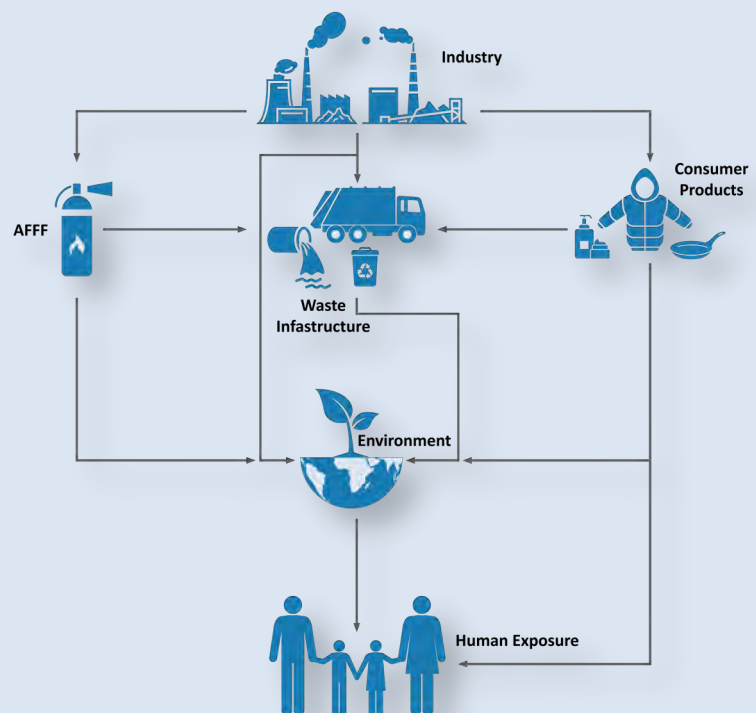 Industry
Consumer
Products
AFFF
Waste
Infastructure
Environment
Human Exposure